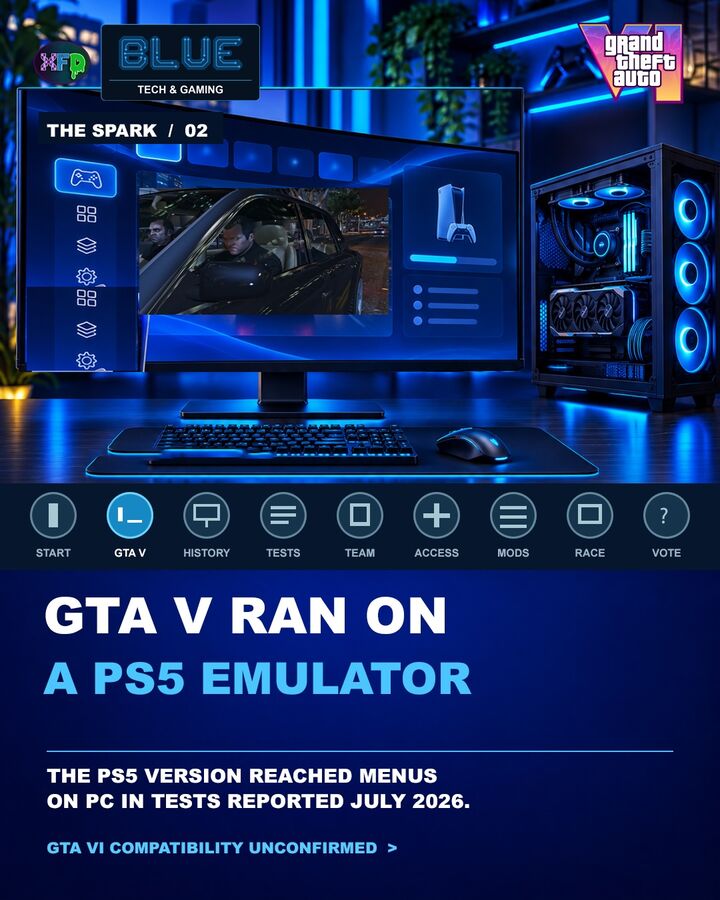 HFD
BLUE
TECH & GAMING
grand
theft
auto
VI
THE SPARK / 02
START
GTA V
HISTORY
TESTS
TEAM
ACCESS
MODS
RACE
?
VOTE
GTA V RAN ON
A PS5 EMULATOR
THE PS5 VERSION REACHED MENUS
ON PC IN TESTS REPORTED JULY 2026.
GTA VI COMPATIBILITY UNCONFIRMED >